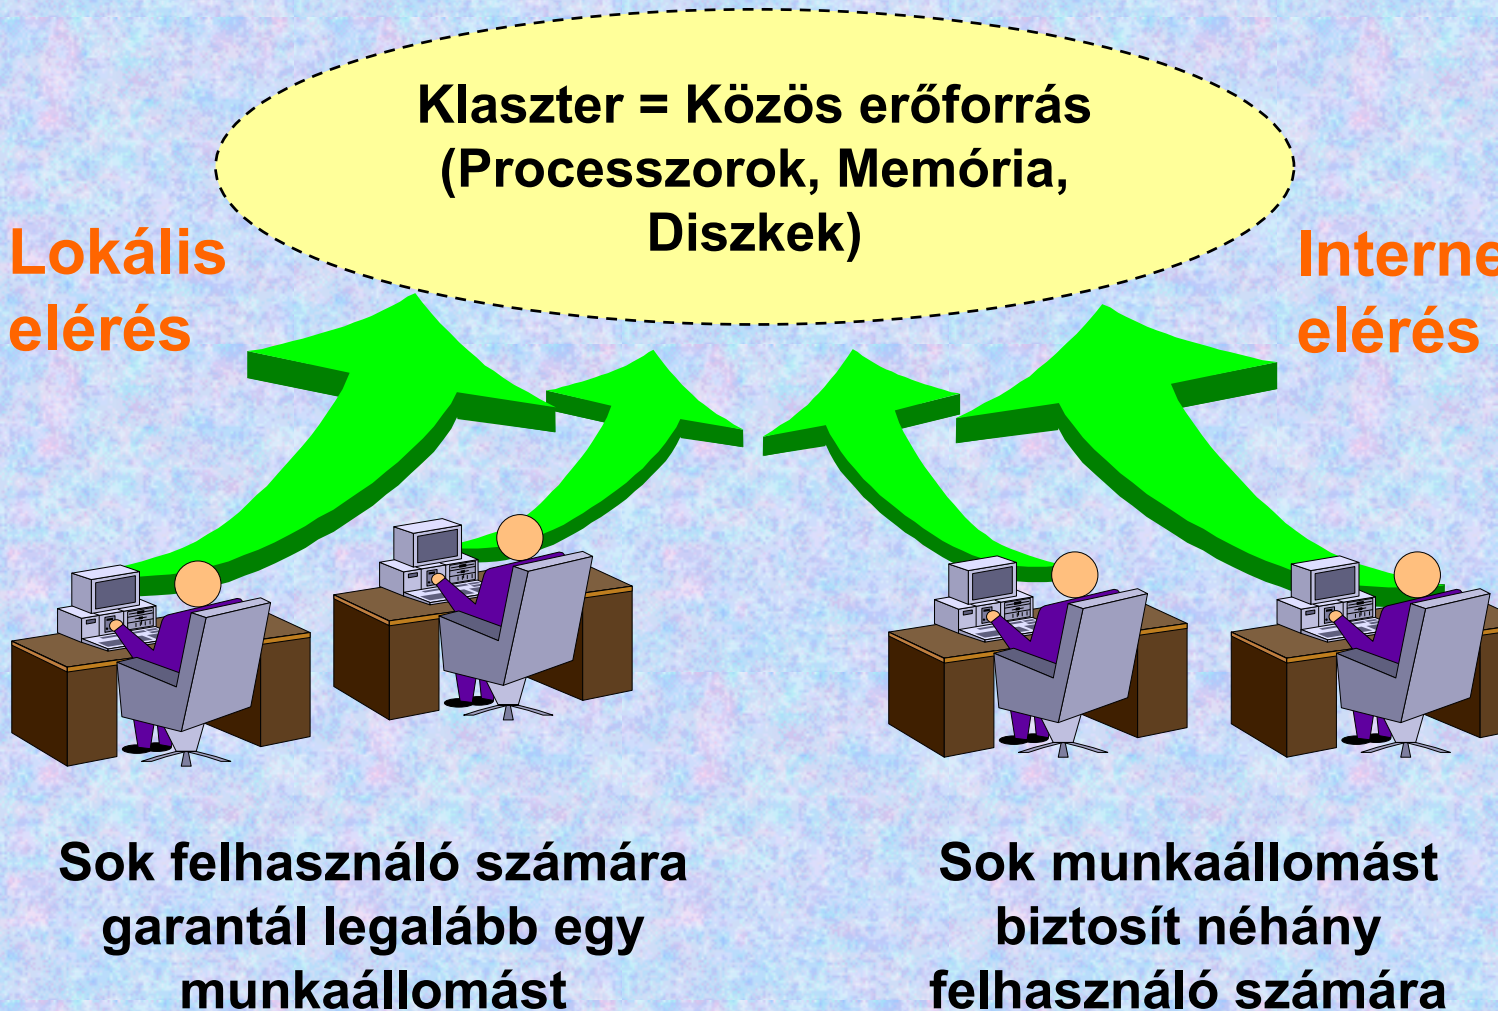 Klaszter = Közös erőforrás
(Processzorok, Memória,
Diszkek)
Lokális
elérés
Interne
elérés
Sok felhasználó számára
garantál legalább egy
munkaállomást
Sok munkaállomást
biztosít néhány
felhasználó számára